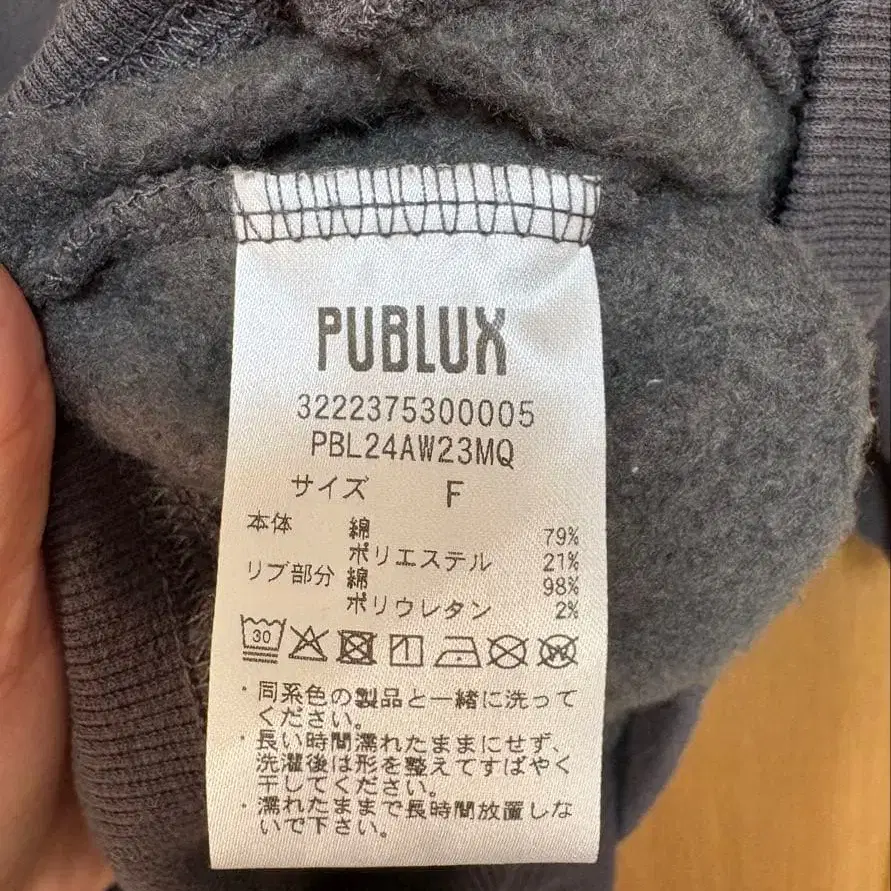 PUBLUX
3222375300005
PBL24AW23MQ
サイズ F
本体 綿 79%
ポリエステル 21%
リブ部分 綿 98%
ポリウレタン 2%
30
W
・同系色の製品と一緒に洗って
ください。
・長い時間濡れたままにせず、
洗濯後は形を整えてすばやく
干してください。
・濡れたままで長時間放置しな
いで下さい。